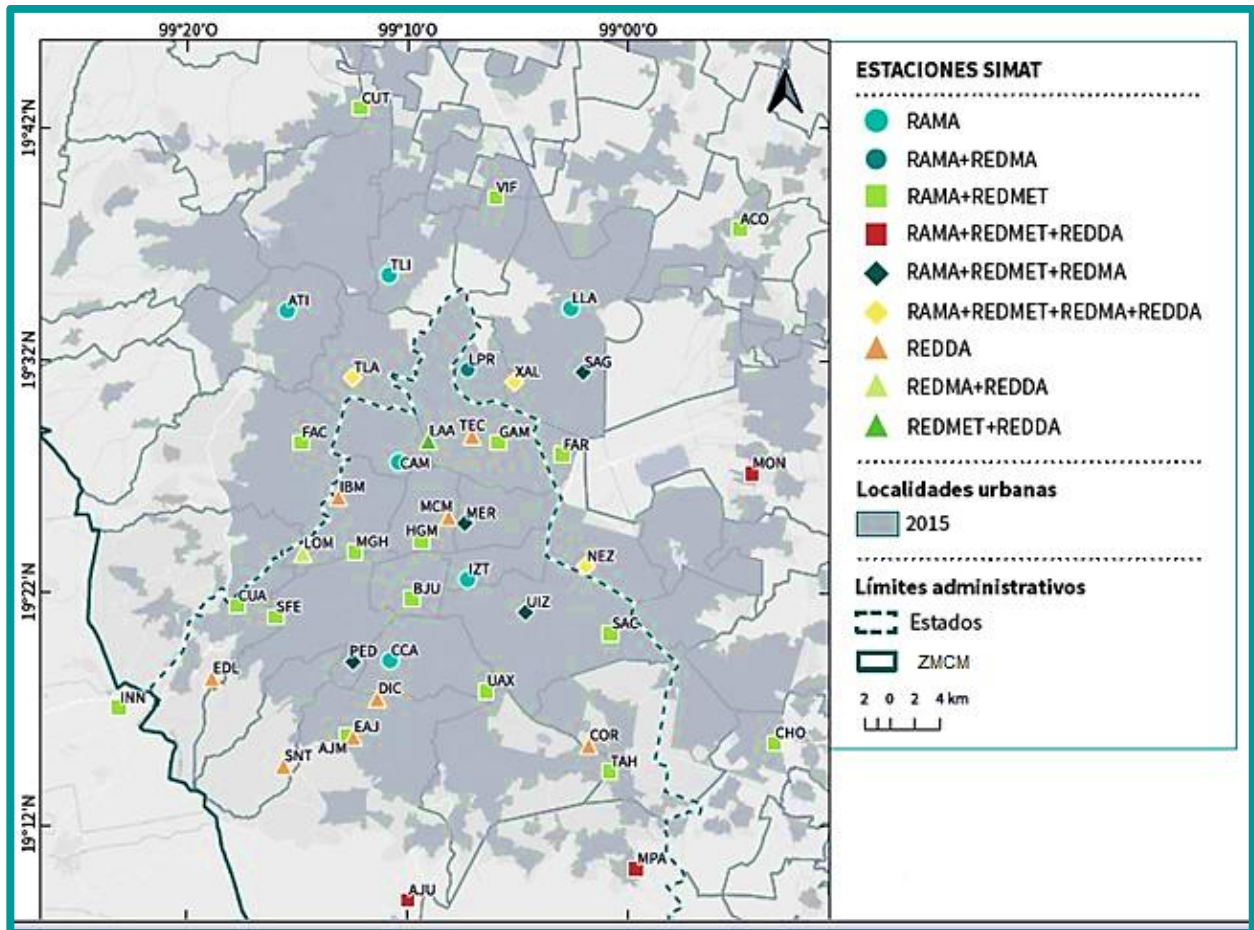 99°20'O 99°10'O 99°00'O
19°42'N
19°32'N
19°22'N
19°12'N
CUT
VIF
ACO
TLI
ATI
LLA
TLA
LPR
XAL
SAG
FAC
LAA
TEC
GAM
FAR
CAM
MON
IBM
MCM
MER
HGM
LOM
MGH
NEZ
IZT
CUA
SFE
BJU
UIZ
SAC
PED
CCA
EDL
INN
DIC
UAX
EAJ
AJM
SNT
COR
CHO
TAH
MPA
AJU
ESTACIONES SIMAT
RAMA
RAMA+REDMA
RAMA+REDMET
RAMA+REDMET+REDDA
RAMA+REDMET+REDMA
RAMA+REDMET+REDMA+REDDA
REDDA
REDMA+REDDA
REDMET+REDDA
Localidades urbanas
2015
Límites administrativos
Estados
ZMCM
2 0 2 4 km